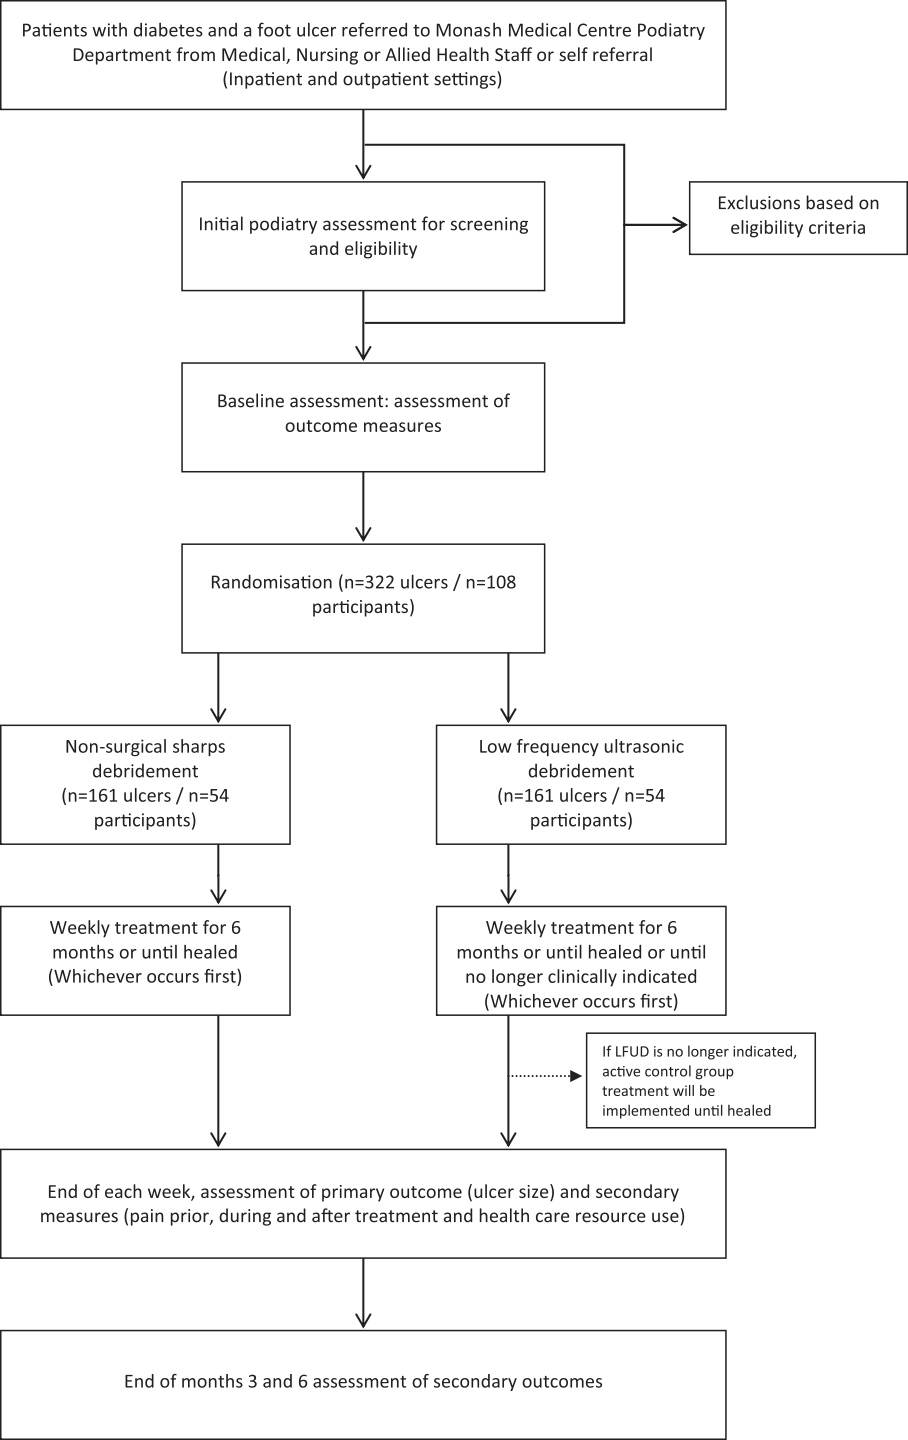 Patients with diabetes and a foot ulcer referred to Monash Medical Centre Podiatry
Department from Medical, Nursing or Allied Health Staff or self referral
(Inpatient and outpatient settings)
Initial podiatry assessment for screening
and eligibility
Exclusions based on
eligibility criteria
Baseline assessment: assessment of
outcome measures
Randomisation (n=322 ulcers / n=108
participants)
Non-surgical sharps
debridement
(n=161 ulcers / n=54
participants)
Low frequency ultrasonic
debridement
(n=161 ulcers / n=54
participants)
Weekly treatment for 6
months or until healed
(Whichever occurs first)
Weekly treatment for 6
months or until healed or until
no longer clinically indicated
(Whichever occurs first)
If LFUD is no longer indicated,
active control group
treatment will be
implemented until healed
End of each week, assessment of primary outcome (ulcer size) and secondary
measures (pain prior, during and after treatment and health care resource use)
End of months 3 and 6 assessment of secondary outcomes